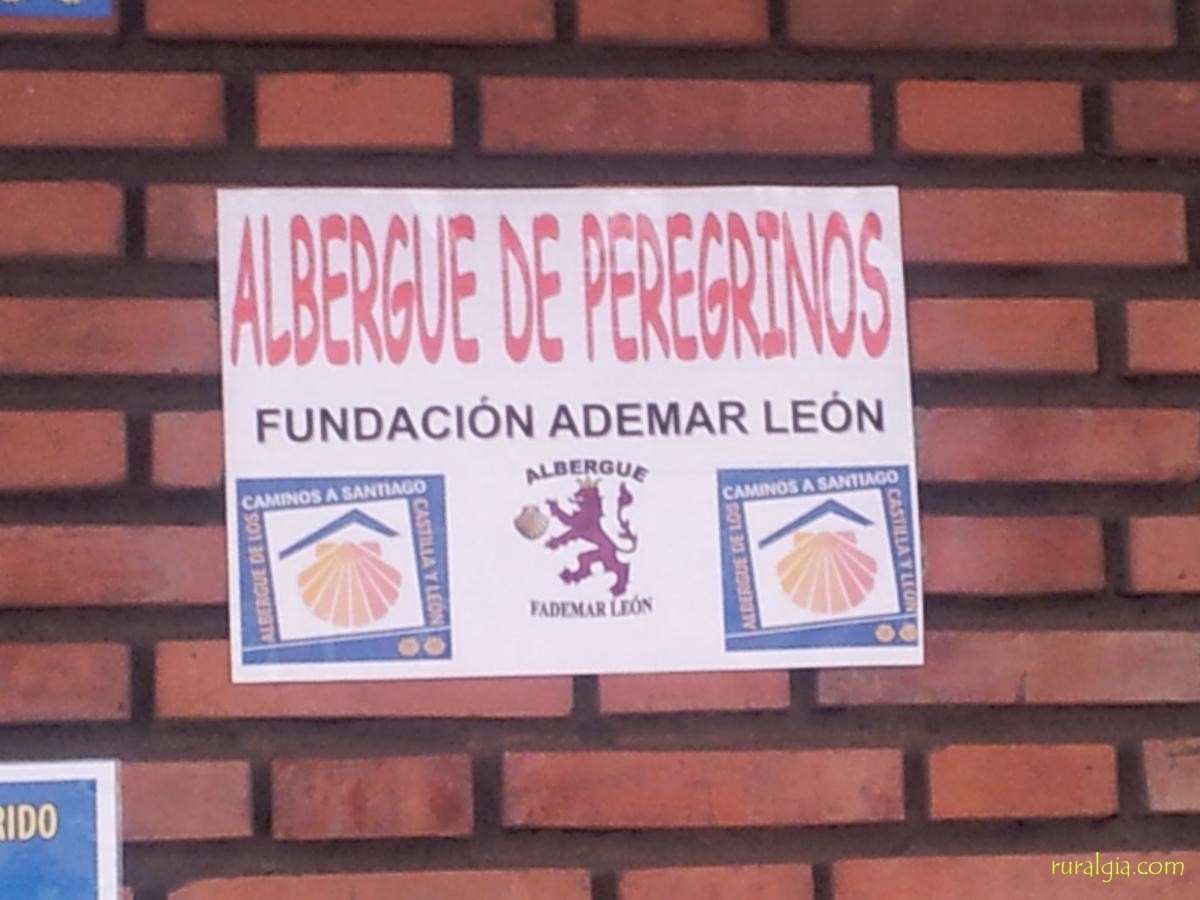 ALBERGUE DE PEREGRINOS
FUNDACIÓN ADEMAR LEÓN
ALBERGUE DE LOS
CAMINOS A SANTIAGO
CASTILLA Y LEÓN
ALBERGUE
FADEMAR LEÓN
ALBERGUE DE LOS
CAMINOS A SANTIAGO
CASTILLA Y LEÓN
RIDO
ruralgia.com